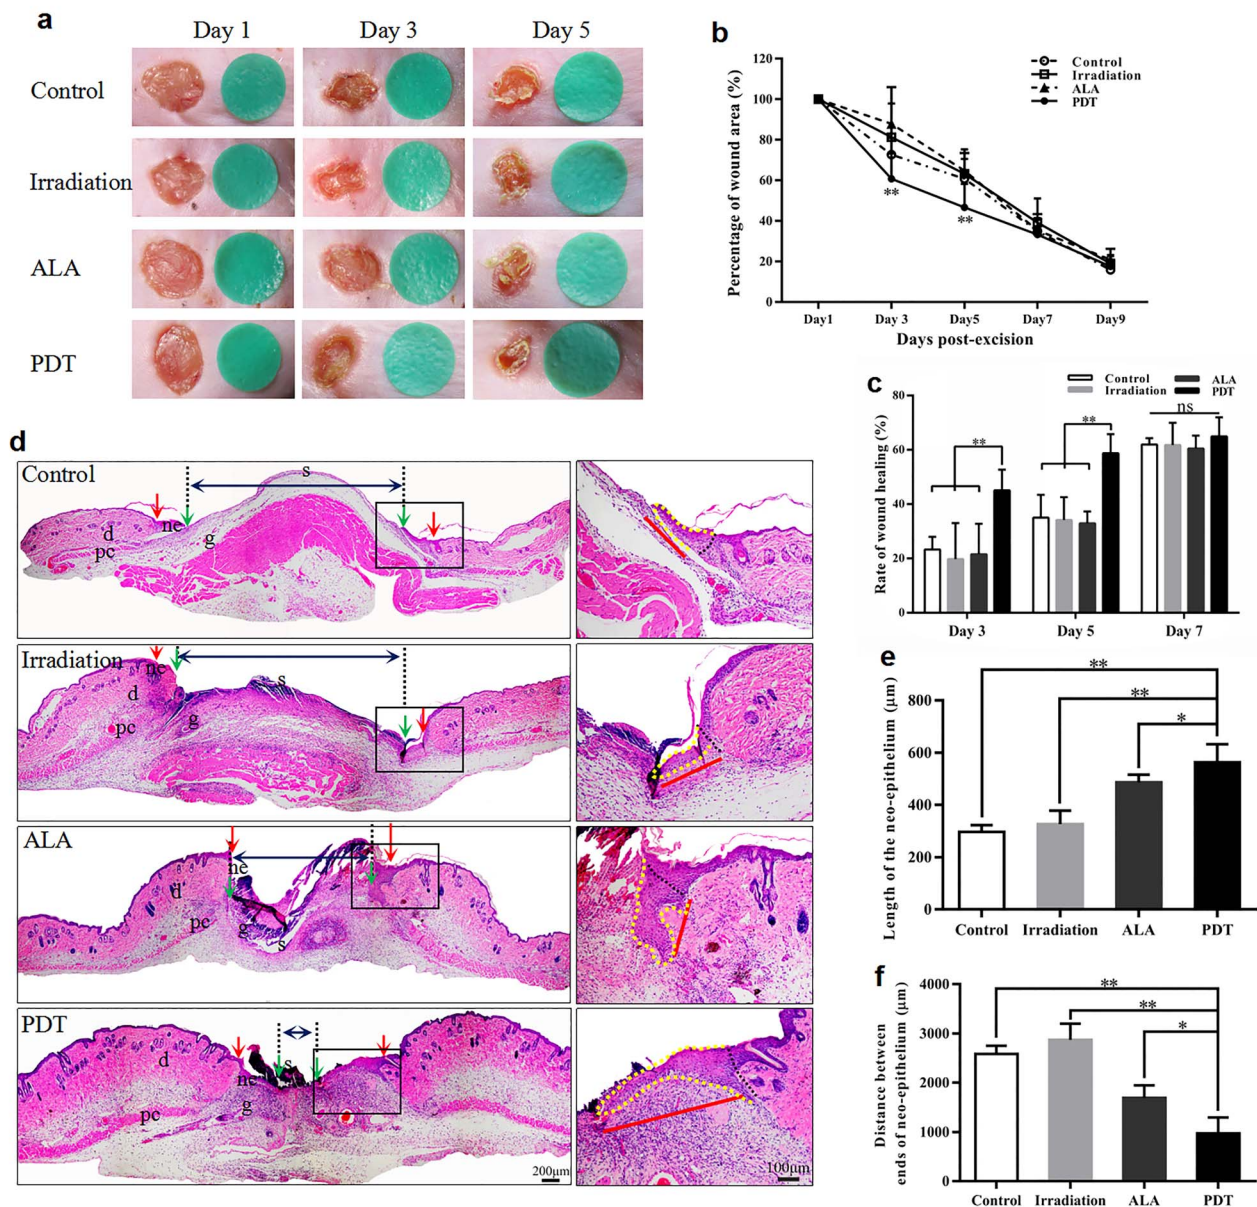 a
Day 1 Day 3 Day 5
Control
Irradiation
ALA
PDT
b
Control
Irradiation
ALA
PDT
Percentage of wound area (%)
120
100
80
60
40
20
0
**
**
Day1 Day 3 Day5 Day7 Day9
Days post-excision
c
Control ALA
Irradiation PDT
Rate of wound healing (%)
80
60
40
20
0
**
**
ns
Day 3 Day 5 Day 7
d
Control
s
ne
d
g
pc
Irradiation
ne
s
d
pc
g
ALA
ne
d
pc
g
s
PDT
d
s
ne
g
pc
200μm
100μm
e
Length of the neo-epithelium (μm)
800
600
400
200
0
**
**
*
Control Irradiation ALA PDT
f
Distance between
ends of neo-epithelium (μm)
4000
3000
2000
1000
0
**
**
*
Control Irradiation ALA PDT